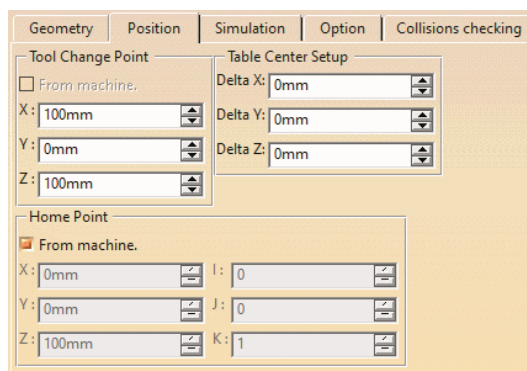 Geometry Position Simulation Option Collisions checking
Tool Change Point
From machine.
X: 100mm
Y: 0mm
Z: 100mm
Table Center Setup
Delta X: 0mm
Delta Y: 0mm
Delta Z: 0mm
Home Point
From machine.
X: 0mm I: 0
Y: 0mm J: 0
Z: 100mm K: 1